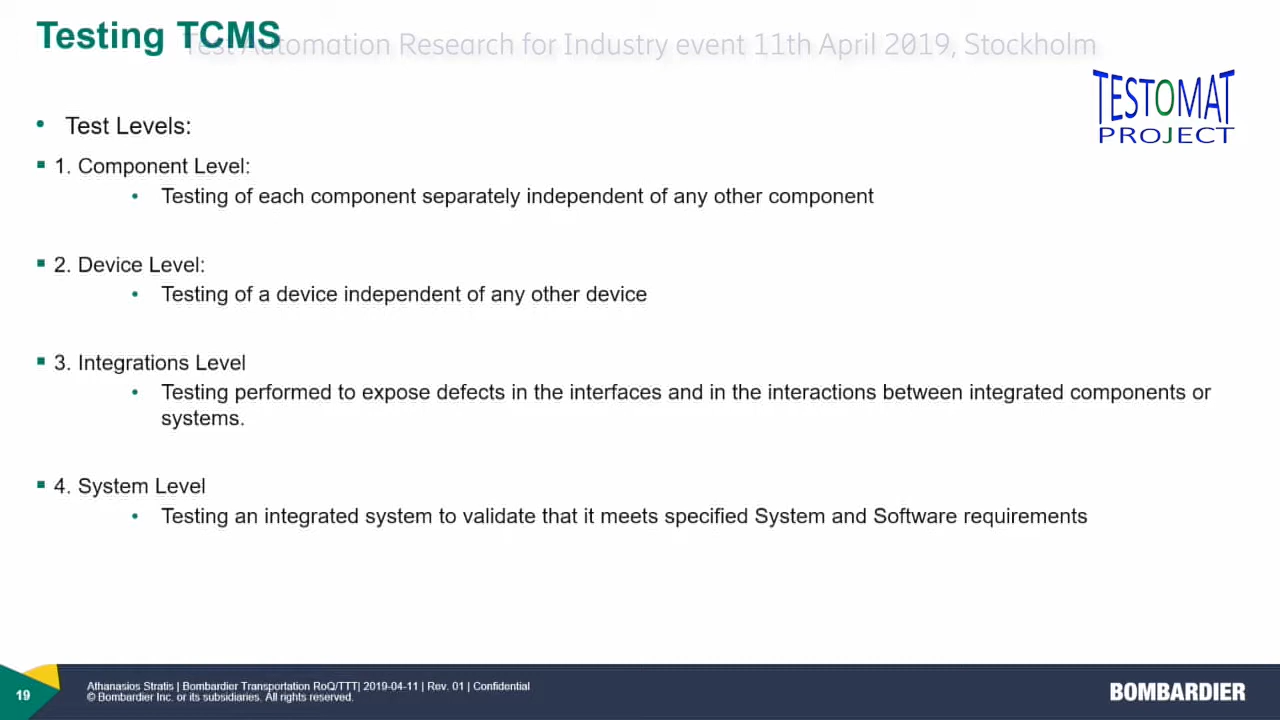 Testing TCMS
Test Automation Research for Industry event 11th April 2019, Stockholm
TESTOMAT
PROJECT
• Test Levels:
▪ 1. Component Level:
• Testing of each component separately independent of any other component
▪ 2. Device Level:
• Testing of a device independent of any other device
▪ 3. Integrations Level
• Testing performed to expose defects in the interfaces and in the interactions between integrated components or
systems.
▪ 4. System Level
• Testing an integrated system to validate that it meets specified System and Software requirements
19
Athanasios Stratis | Bombardier Transportation RoQ/TTT| 2019-04-11 | Rev. 01 | Confidential
© Bombardier Inc. or its subsidiaries. All rights reserved.
BOMBARDIER